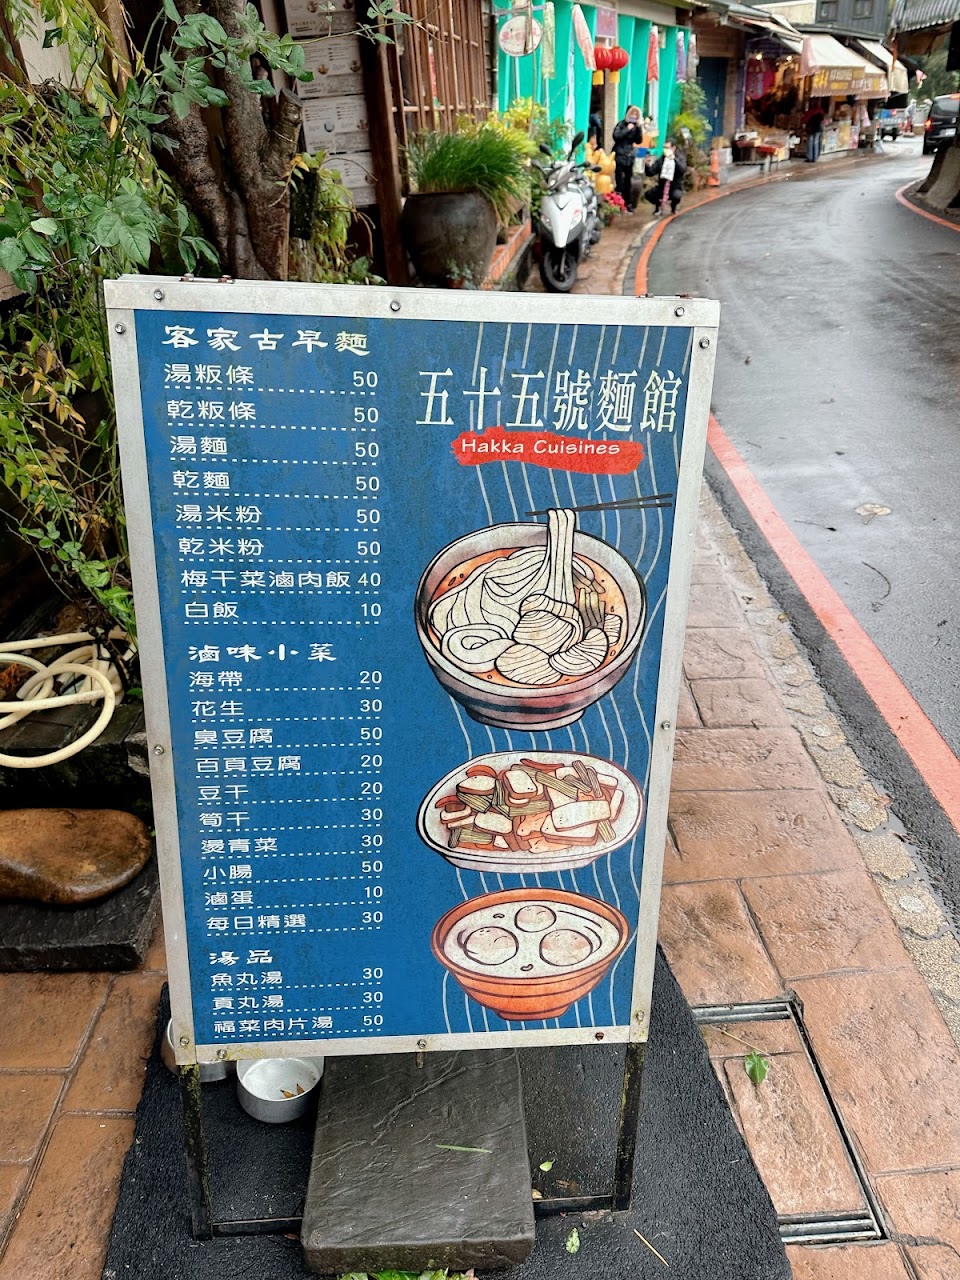 客家古早麵
湯粄條 50
乾粄條 50
湯麵 50
乾麵 50
湯米粉 50
乾米粉 50
梅干菜滷肉飯 40
白飯 10
滷味小菜
海帶 20
花生 30
臭豆腐 50
百頁豆腐 20
豆干 20
筍干 30
燙青菜 30
小腸 50
滷蛋 10
每日精選 30
湯品
魚丸湯 30
貢丸湯 30
福菜肉片湯 50
五十五號麵館
Hakka Cuisines